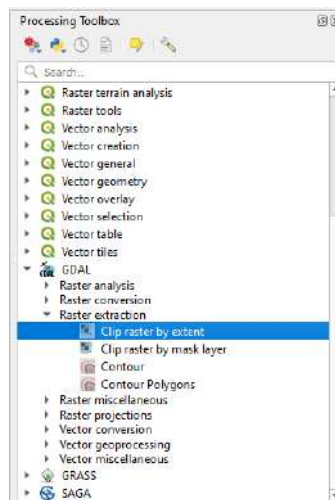 Processing Toolbox
Search...
Raster terrain analysis
Raster tools
Vector analysis
Vector creation
Vector general
Vector geometry
Vector overlay
Vector selection
Vector table
Vector tiles
GDAL
Raster analysis
Raster conversion
Raster extraction
Clip raster by extent
Clip raster by mask layer
Contour
Contour Polygons
Raster miscellaneous
Raster projections
Vector conversion
Vector geoprocessing
Vector miscellaneous
GRASS
SAGA